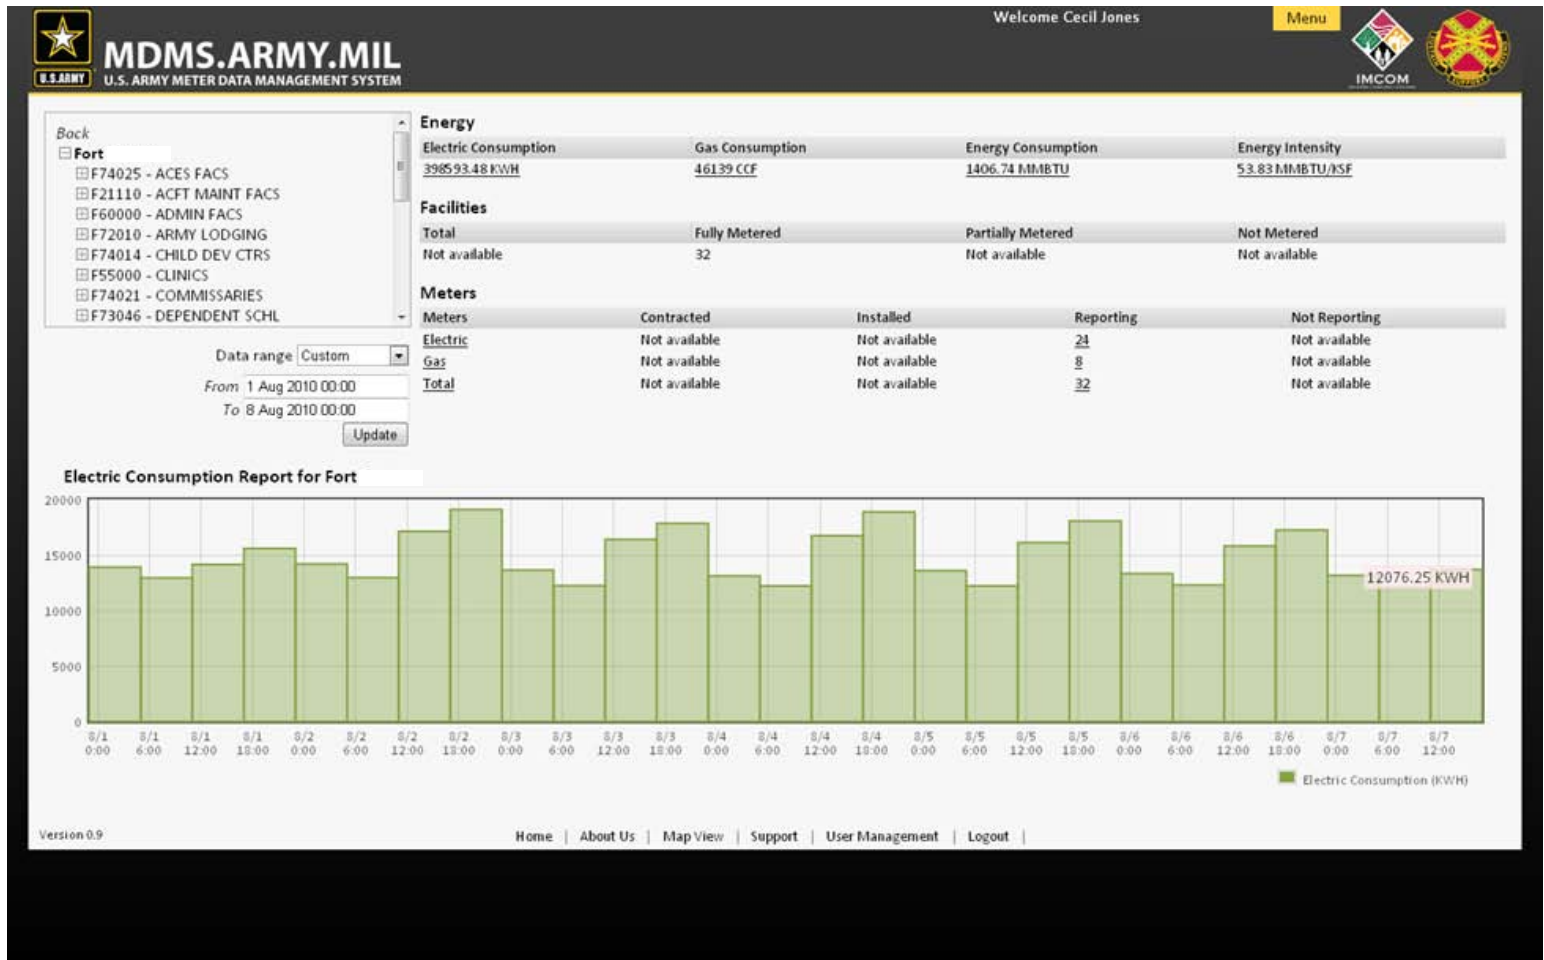 Welcome Cecil Jones
Menu
U.S.ARMY
MDMS.ARMY.MIL
U.S. ARMY METER DATA MANAGEMENT SYSTEM
IMCOM
Back
Fort
F74025 - ACES FACS
F21110 - ACFT MAINT FACS
F60000 - ADMIN FACS
F72010 - ARMY LODGING
F74014 - CHILD DEV CTRS
F55000 - CLINICS
F74021 - COMMISSARIES
F73046 - DEPENDENT SCHL
Data range Custom
From 1 Aug 2010 00:00
To 8 Aug 2010 00:00
Update
Energy
Electric Consumption Gas Consumption Energy Consumption Energy Intensity
398593.48 KWH 46139 CCF 1406.74 MMBTU 53.83 MMBTU/KSF
Facilities
Total Fully Metered Partially Metered Not Metered
Not available 32 Not available Not available
Meters
Meters Contracted Installed Reporting Not Reporting
Electric Not available Not available 24 Not available
Gas Not available Not available 8 Not available
Total Not available Not available 32 Not available
Electric Consumption Report for Fort
20000
15000
10000
5000
0
12076.25 KWH
8/1 8/1 8/1 8/1 8/2 8/2 8/2 8/2 8/3 8/3 8/3 8/3 8/4 8/4 8/4 8/4 8/5 8/5 8/5 8/5 8/6 8/6 8/6 8/6 8/7 8/7 8/7
0:00 6:00 12:00 18:00 0:00 6:00 12:00 18:00 0:00 6:00 12:00 18:00 0:00 6:00 12:00 18:00 0:00 6:00 12:00 18:00 0:00 6:00 12:00 18:00 0:00 6:00 12:00
Electric Consumption (KWH)
Version 0.9
Home | About Us | Map View | Support | User Management | Logout |